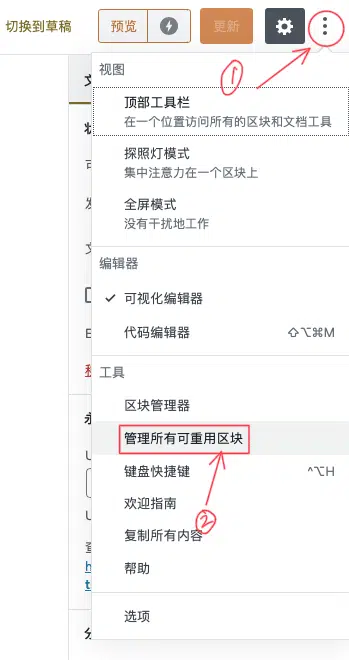 切换到草稿 预览 更新
①
视图
顶部工具栏
在一个位置访问所有的区块和文档工具
探照灯模式
集中注意力在一个区块上
全屏模式
没有干扰地工作
编辑器
✓ 可视化编辑器
代码编辑器 ⇧⌥⌘M
工具
区块管理器
管理所有可重用区块
键盘快捷键 ^⌥H
欢迎指南
②
复制所有内容
帮助
选项